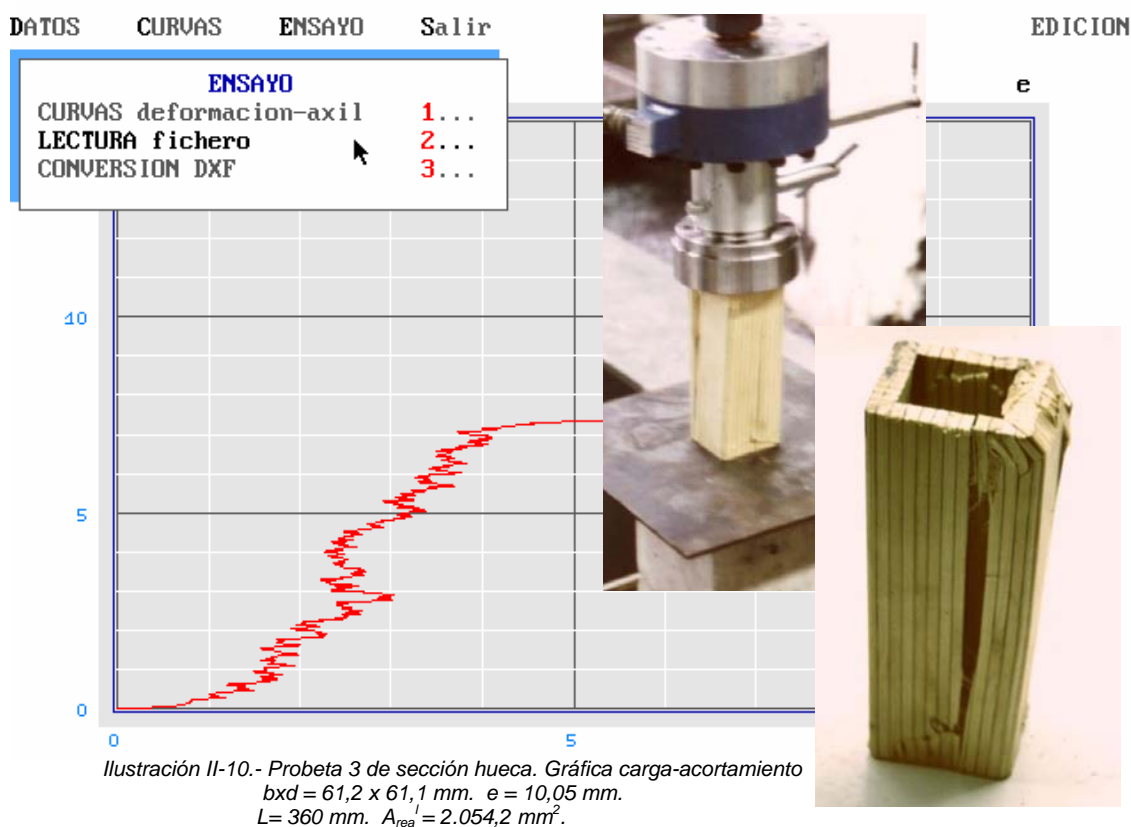 DATOS CURVAS ENSAYO Salir EDICION
ENSAYO
CURVAS deformacion-axil 1...
LECTURA fichero 2...
CONVERSION DXF 3...
e
10
5
0
0 5
Ilustración II-10.- Probeta 3 de sección hueca. Gráfica carga-acortamiento
bxd = 61,2 x 61,1 mm. e = 10,05 mm.
L= 360 mm. Areal = 2.054,2 mm2.